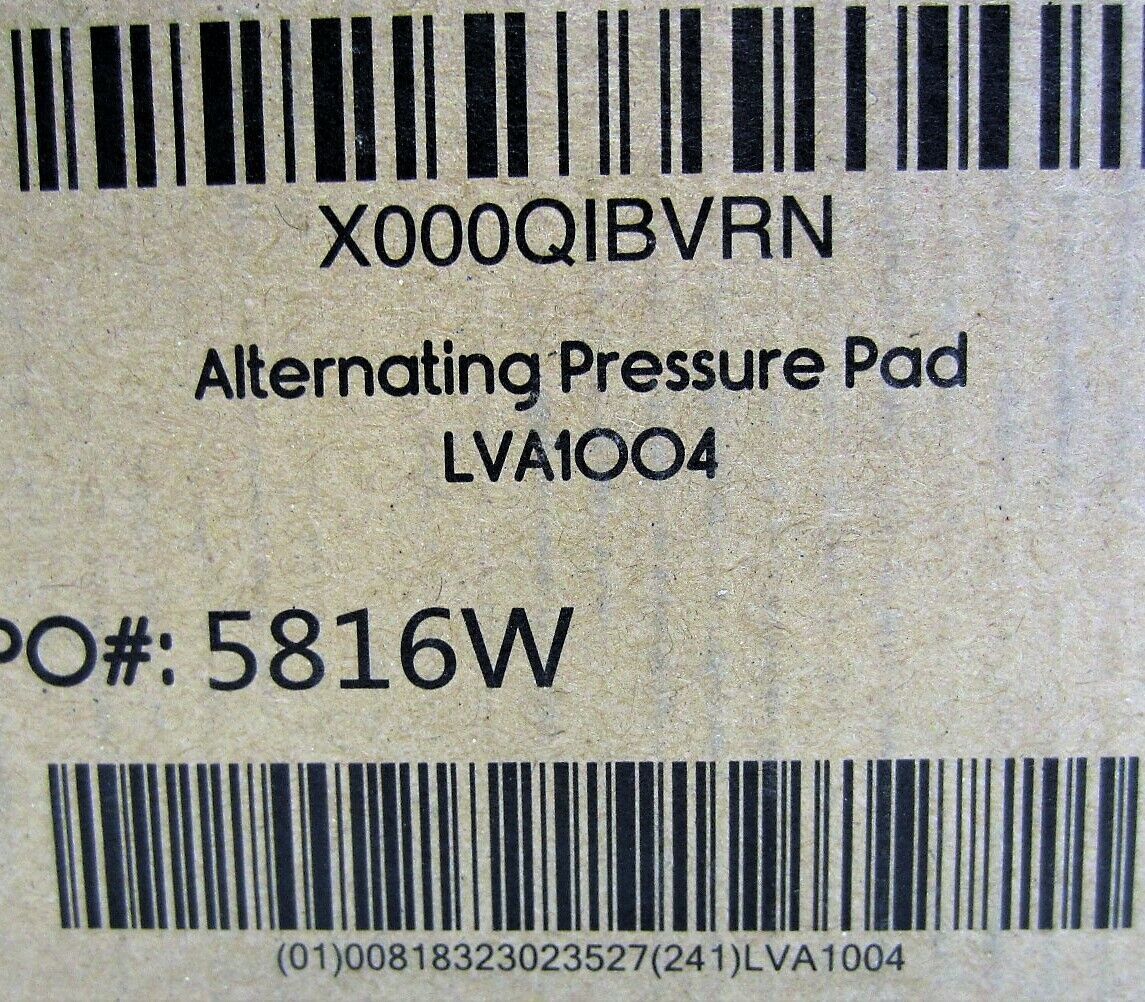 X000QIBVRN
Alternating Pressure Pad
LVA1004
PO#: 5816W
(01)00818323023527(241)LVA1004